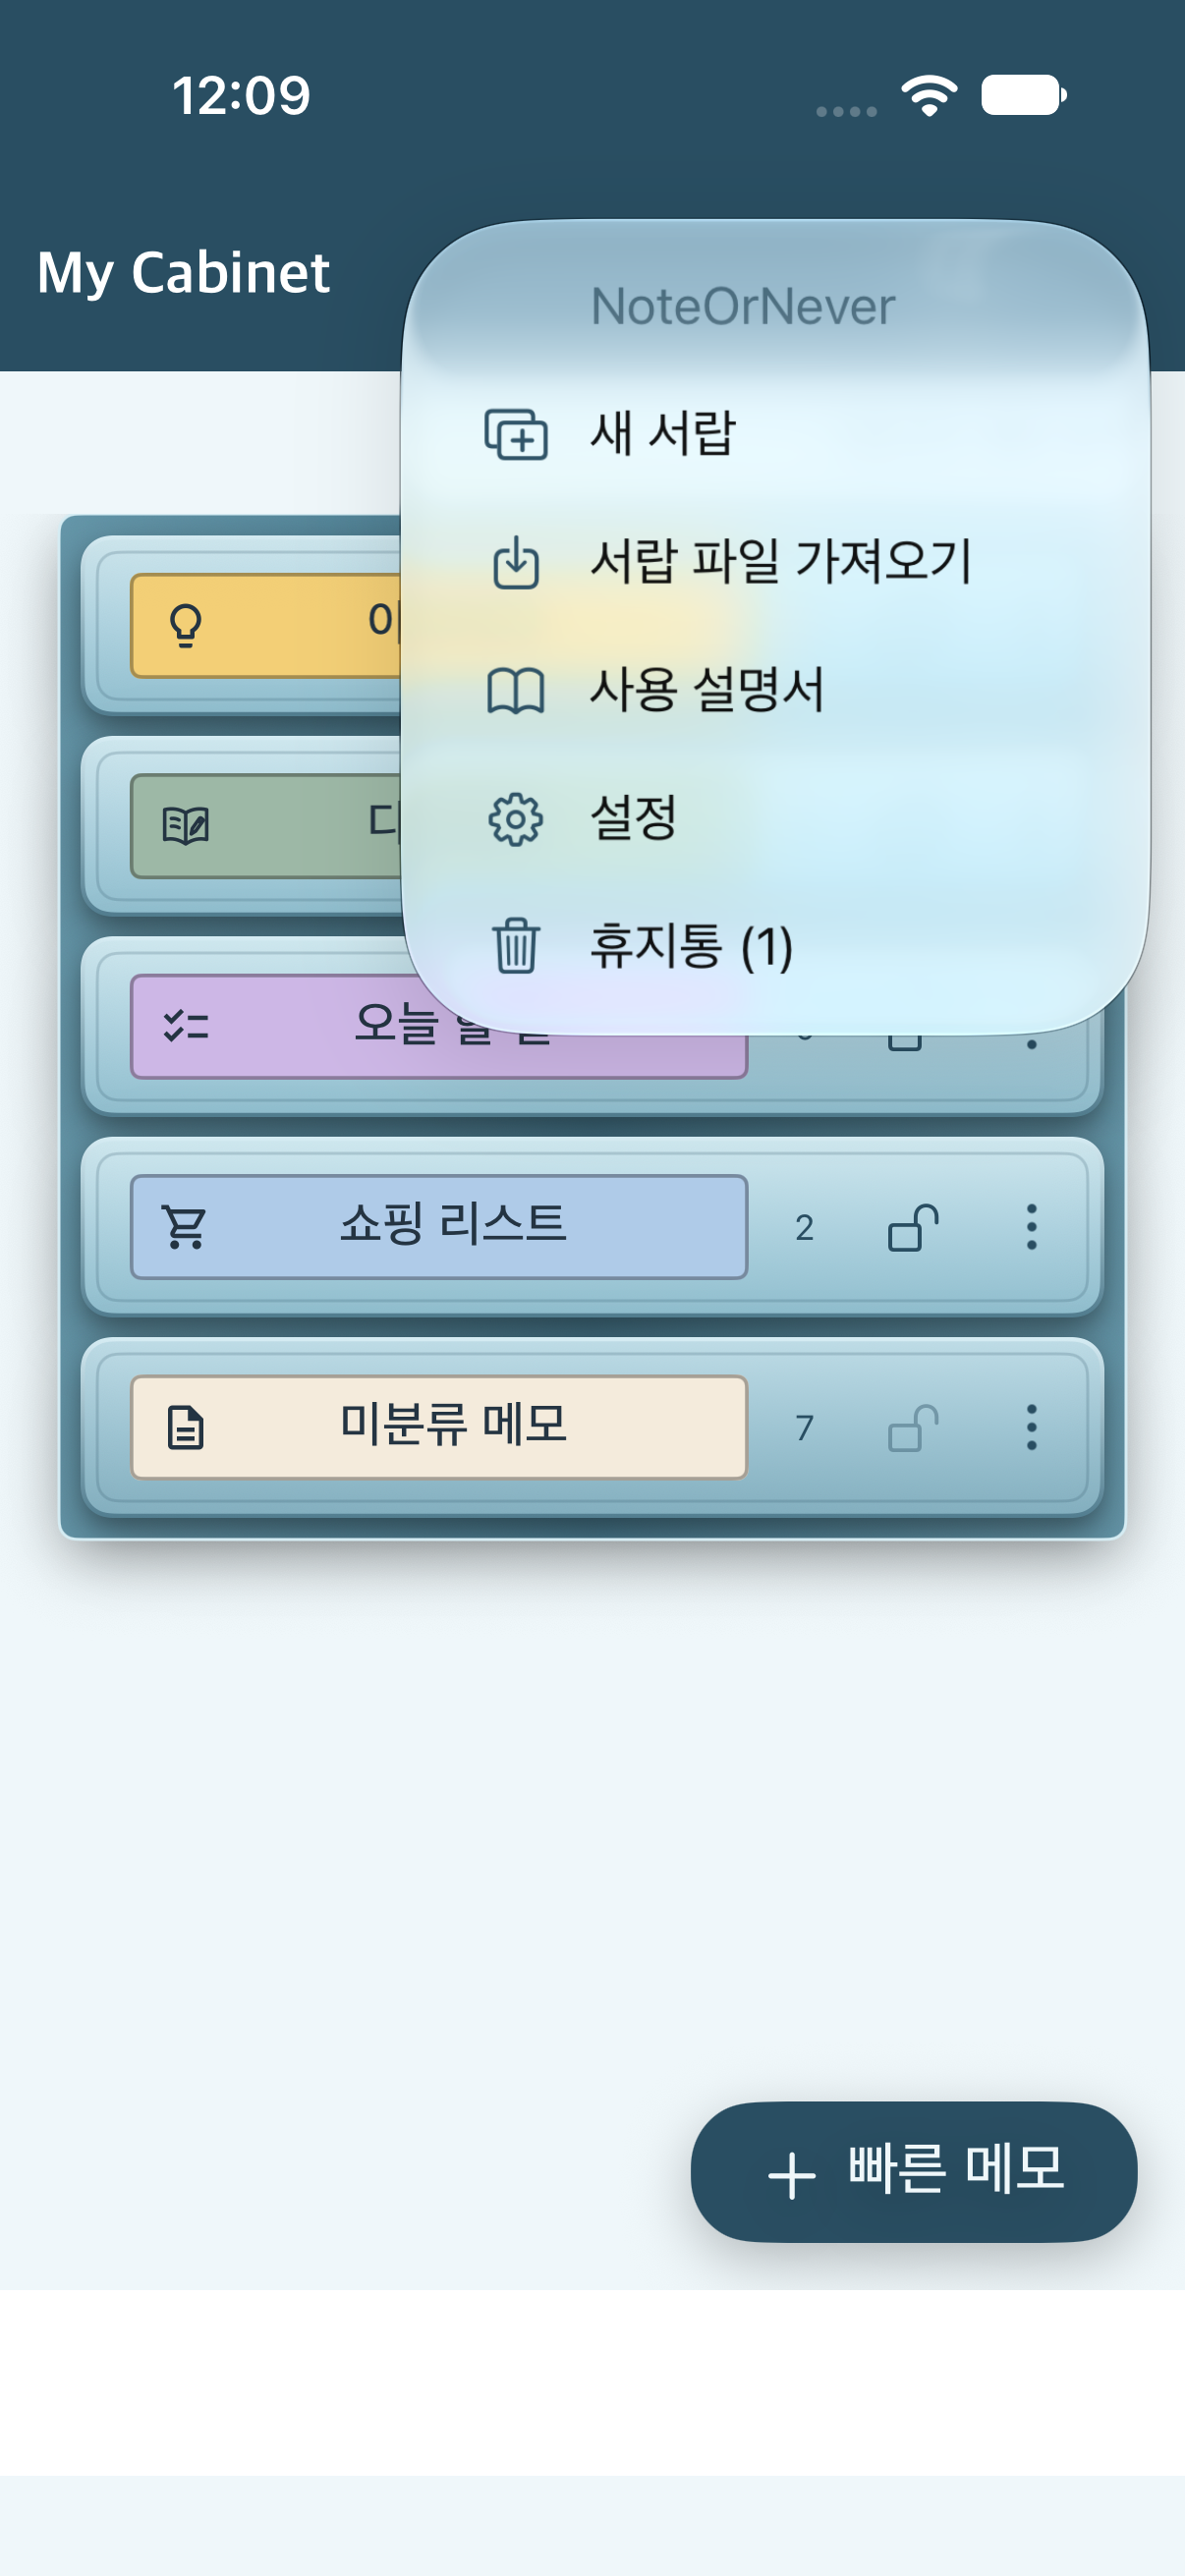 12:09
My Cabinet
NoteOrNever
새 서랍
서랍 파일 가져오기
사용 설명서
설정
휴지통 (1)
오늘
쇼핑 리스트
2
미분류 메모
7
빠른 메모